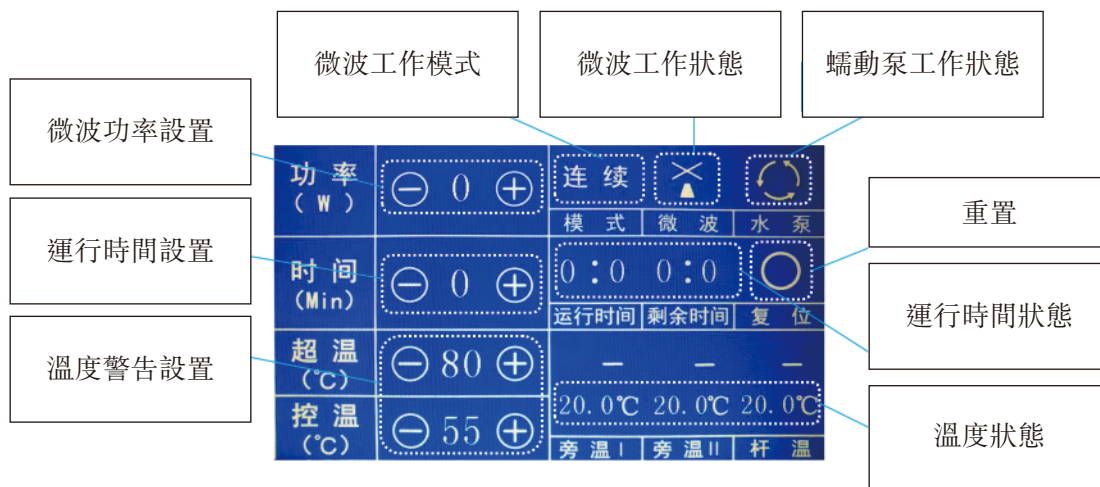 微波工作模式
微波工作狀態
蠕動泵工作狀態
微波功率設置
運行時間設置
溫度警告設置
重置
運行時間狀態
溫度狀態
功 率
( W )
0
连 续
模 式 微 波 水 泵
时 间
(Min)
0
0:0 0:0
运行时间 剩余时间 复 位
超 温
(℃)
80
— — —
控 温
(℃)
55
20.0℃ 20.0℃ 20.0℃
旁 温 I 旁 温 II 杆 温